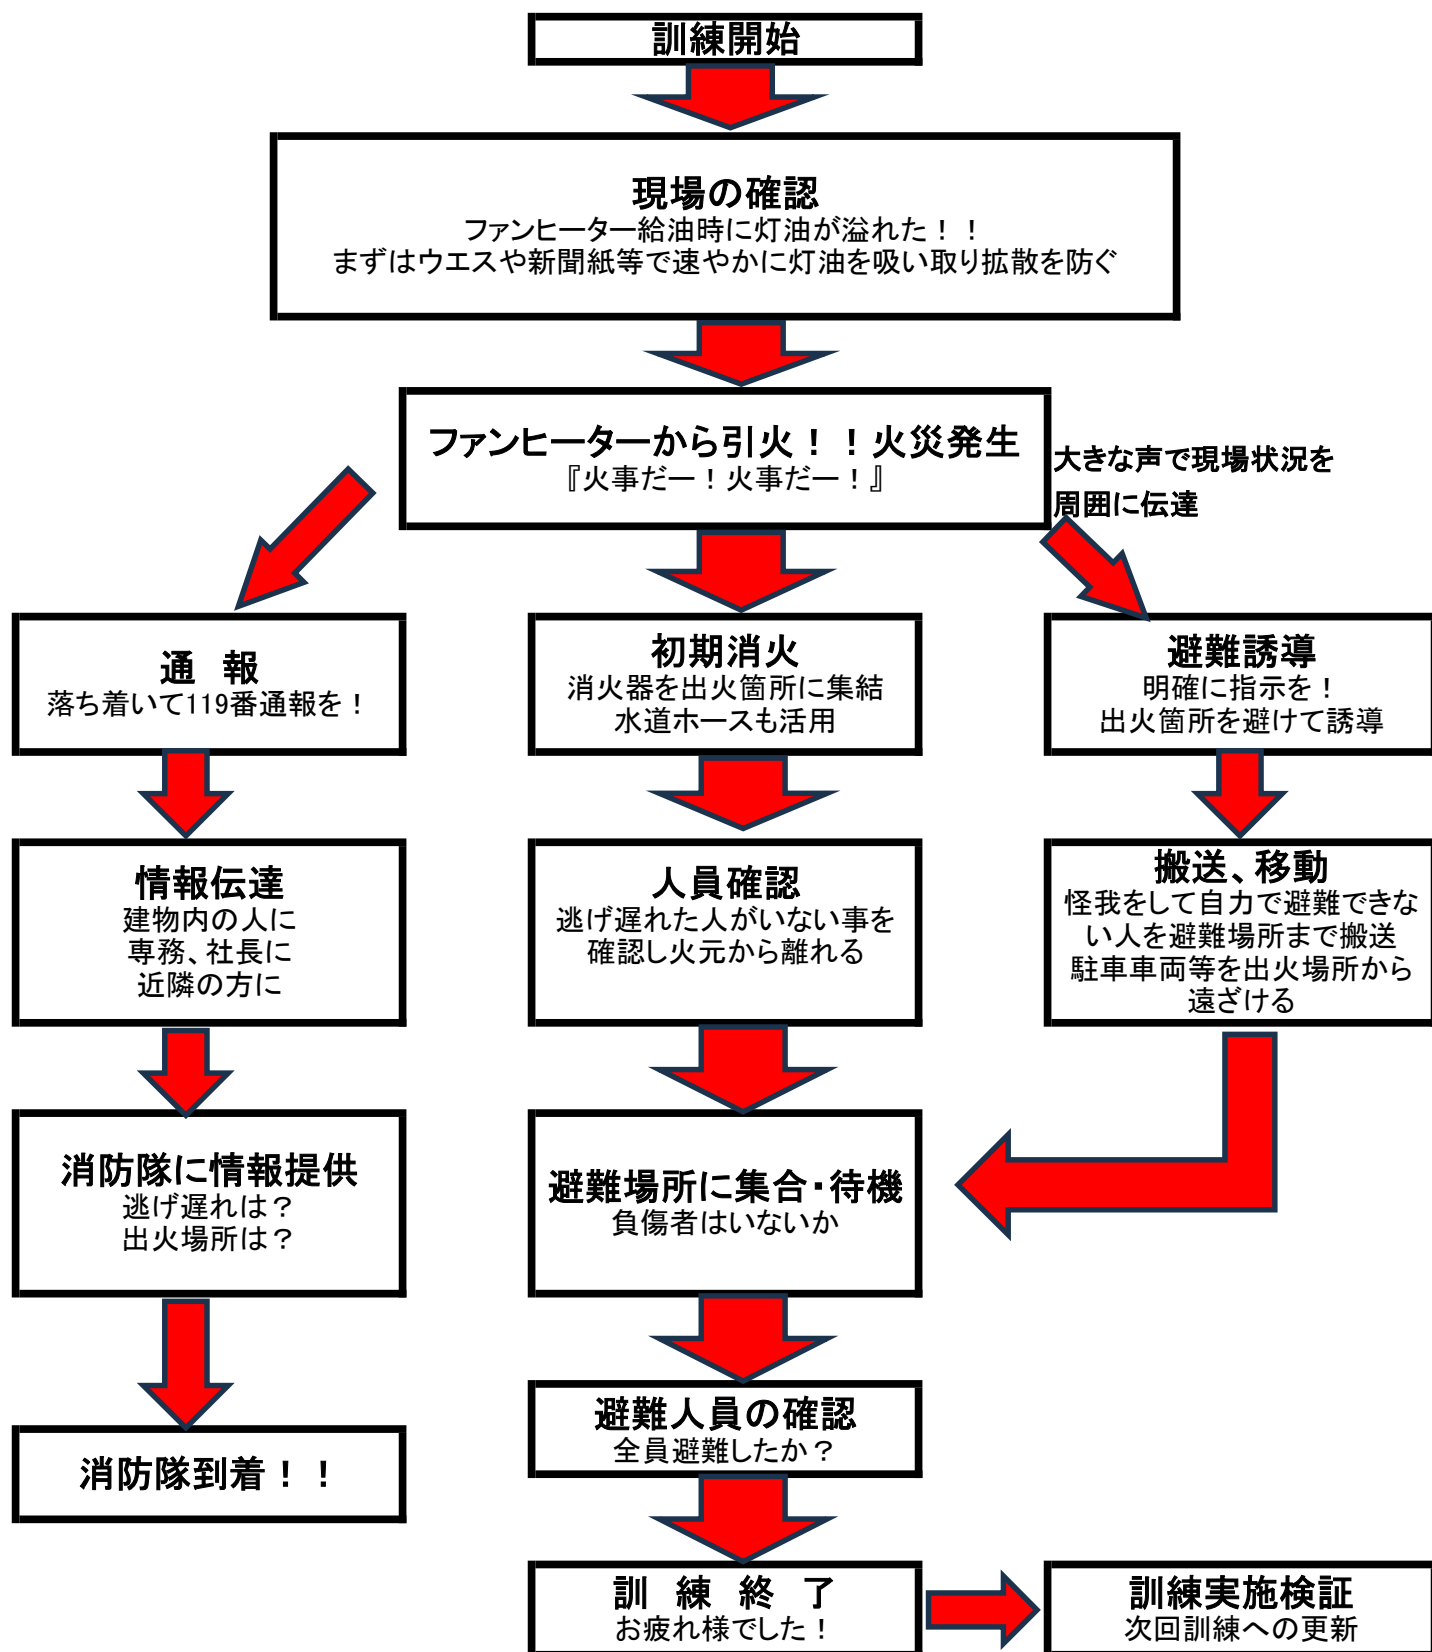 訓練開始
現場の確認
ファンヒーター給油時に灯油が溢れた！！
まずはウエスや新聞紙等で速やかに灯油を吸い取り拡散を防ぐ
ファンヒーターから引火！！火災発生
『火事だー！火事だー！』
大きな声で現場状況を
周囲に伝達
通　報
落ち着いて119番通報を！
初期消火
消火器を出火箇所に集結
水道ホースも活用
避難誘導
明確に指示を！
出火箇所を避けて誘導
情報伝達
建物内の人に
専務、社長に
近隣の方に
人員確認
逃げ遅れた人がいない事を
確認し火元から離れる
搬送、移動
怪我をして自力で避難できな
い人を避難場所まで搬送
駐車車両等を出火場所から
遠ざける
消防隊に情報提供
逃げ遅れは？
出火場所は？
避難場所に集合・待機
負傷者はいないか
避難人員の確認
全員避難したか？
消防隊到着！！
訓　練　終　了
お疲れ様でした！
訓練実施検証
次回訓練への更新